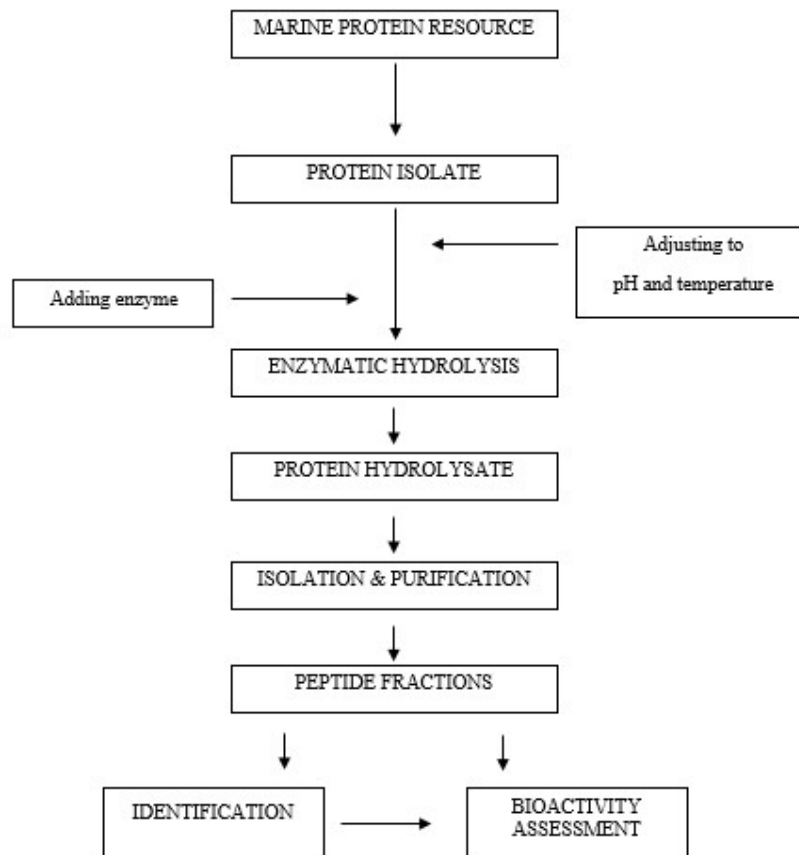 MARINE PROTEIN RESOURCE
PROTEIN ISOLATE
Adjusting to
pH and temperature
Adding enzyme
ENZYMATIC HYDROLYSIS
PROTEIN HYDROLYSATE
ISOLATION & PURIFICATION
PEPTIDE FRACTIONS
IDENTIFICATION
BIOACTIVITY
ASSESSMENT